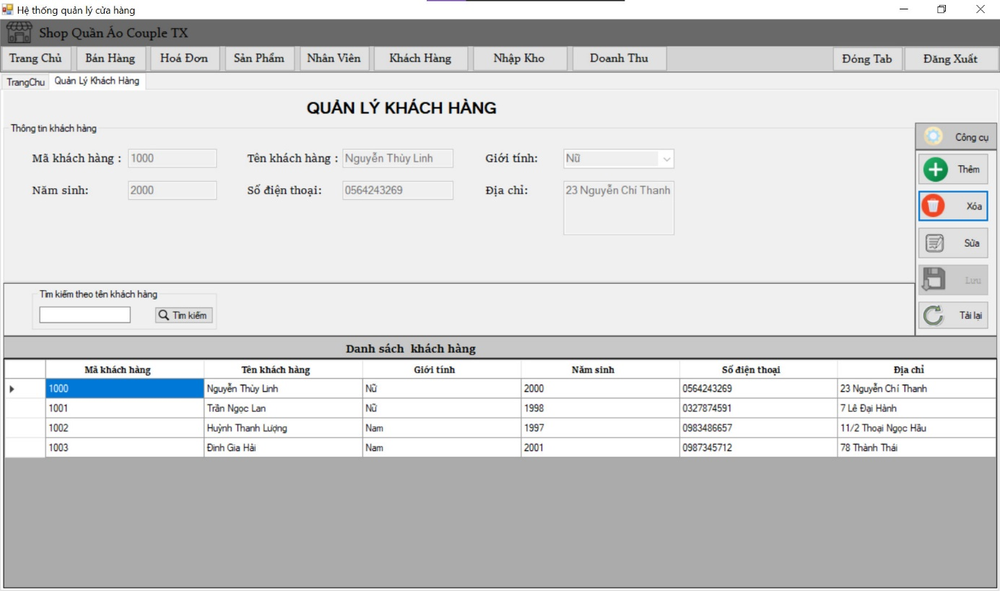 Hệ thống quản lý cửa hàng
Shop Quần Áo Couple TX
Trang Chủ Bán Hàng Hoá Đơn Sản Phẩm Nhân Viên Khách Hàng Nhập Kho Doanh Thu Đóng Tab Đăng Xuất
TrangChu Quản Lý Khách Hàng
QUẢN LÝ KHÁCH HÀNG
Thông tin khách hàng
Công cụ
Mã khách hàng : 1000 Tên khách hàng : Nguyễn Thùy Linh Giới tính: Nữ
Thêm
Năm sinh: 2000 Số điện thoại: 0564243269 Địa chỉ: 23 Nguyễn Chí Thanh
Xóa
Sửa
Lưu
Tìm kiếm theo tên khách hàng
Tìm kiếm
Tải lại
Danh sách khách hàng
Mã khách hàng Tên khách hàng Giới tính Năm sinh Số điện thoại Địa chỉ
1000 Nguyễn Thùy Linh Nữ 2000 0564243269 23 Nguyễn Chí Thanh
1001 Trần Ngọc Lan Nữ 1998 0327874591 7 Lê Đại Hành
1002 Huỳnh Thanh Lượng Nam 1997 0983486657 11/2 Thoại Ngọc Hầu
1003 Đinh Gia Hải Nam 2001 0987345712 78 Thành Thái